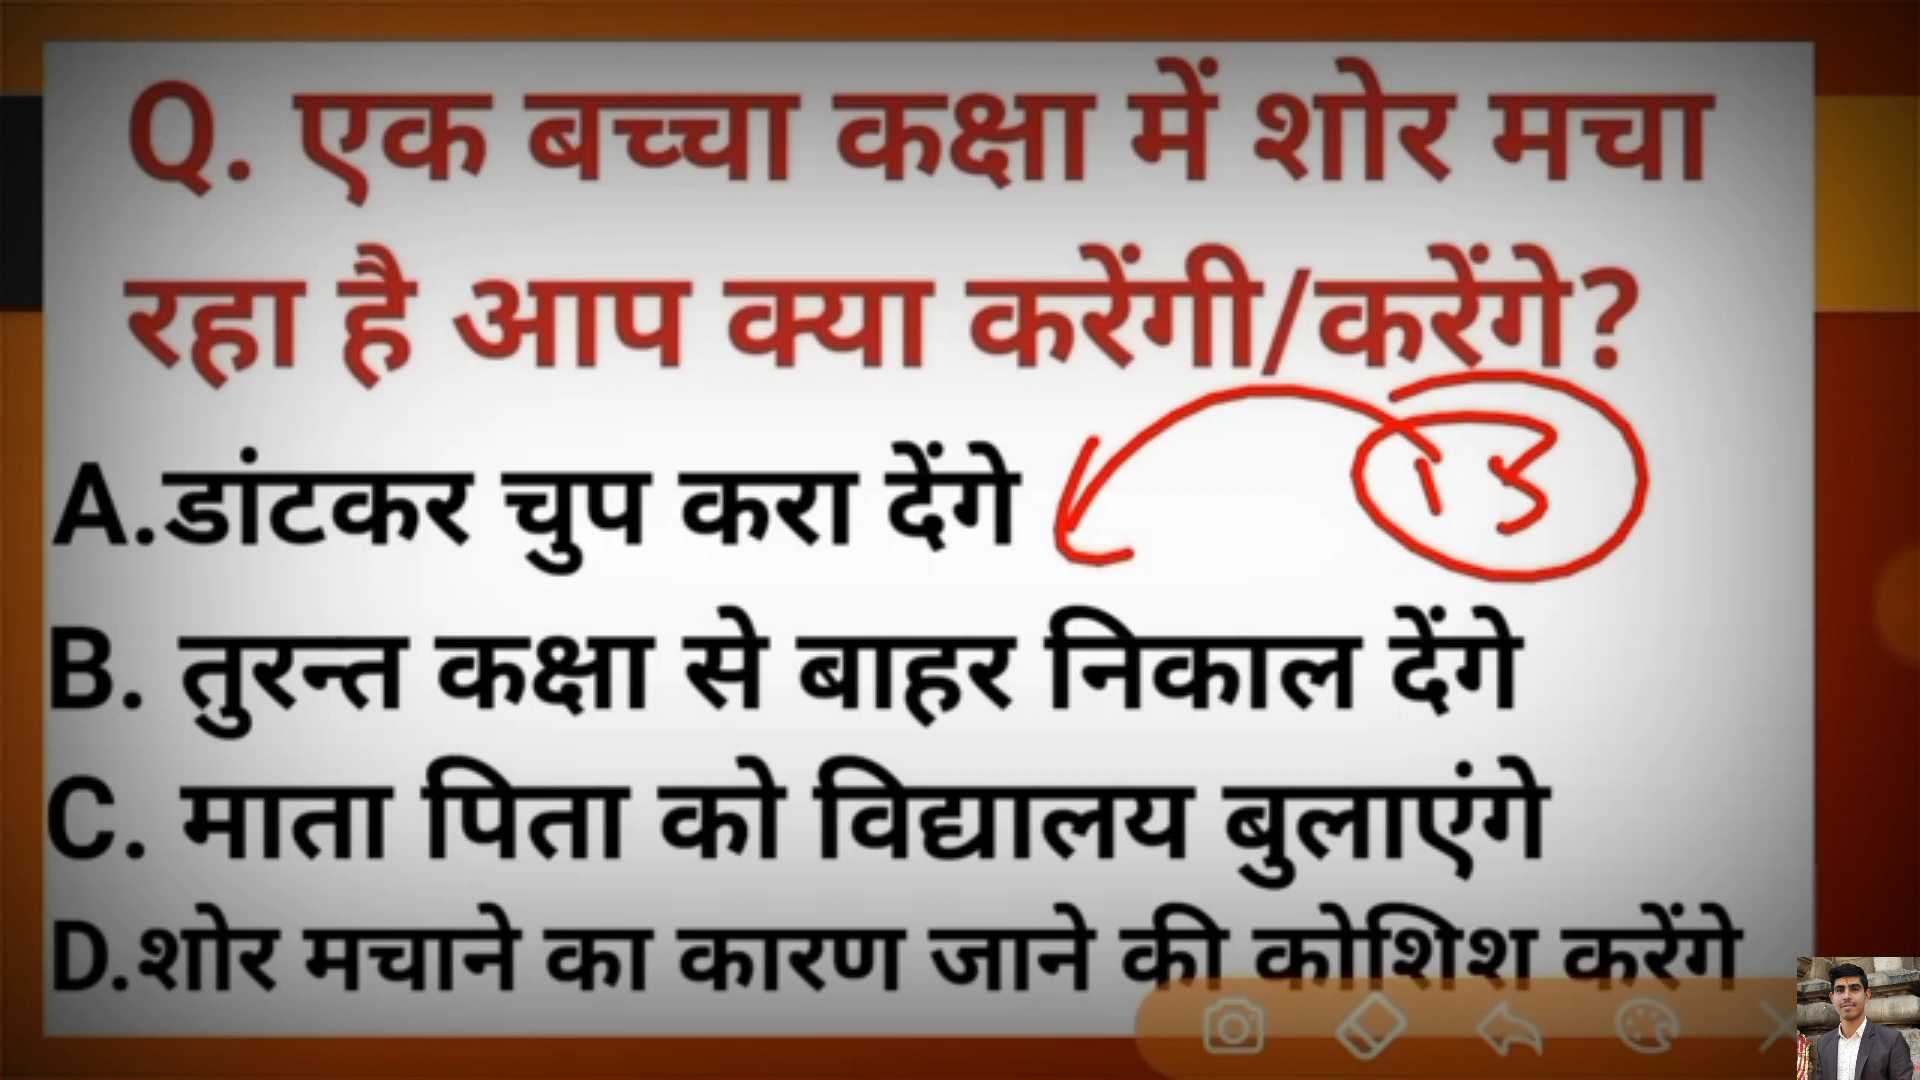 Q. एक बच्चा कक्षा में शोर मचा
रहा है आप क्या करेंगी/करेंगे?
13
A.डांटकर चुप करा देंगे
B. तुरन्त कक्षा से बाहर निकाल देंगे
C. माता पिता को विद्यालय बुलाएंगे
D.शोर मचाने का कारण जाने की कोशिश करेंगे